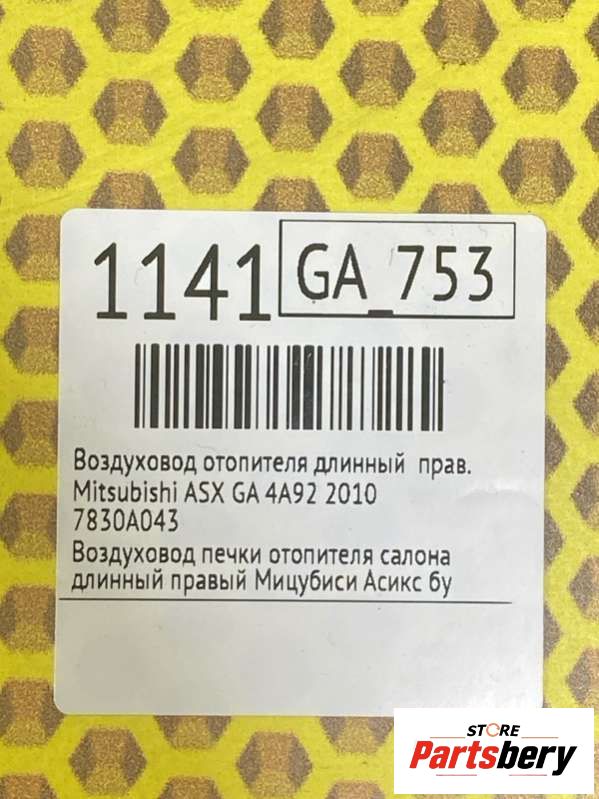 1141 GA_753
Воздуховод отопителя длинный прав.
Mitsubishi ASX GA 4A92 2010
7830A043
Воздуховод печки отопителя салона
длинный правый Мицубиси Асикс бу
STORE
Partsbery